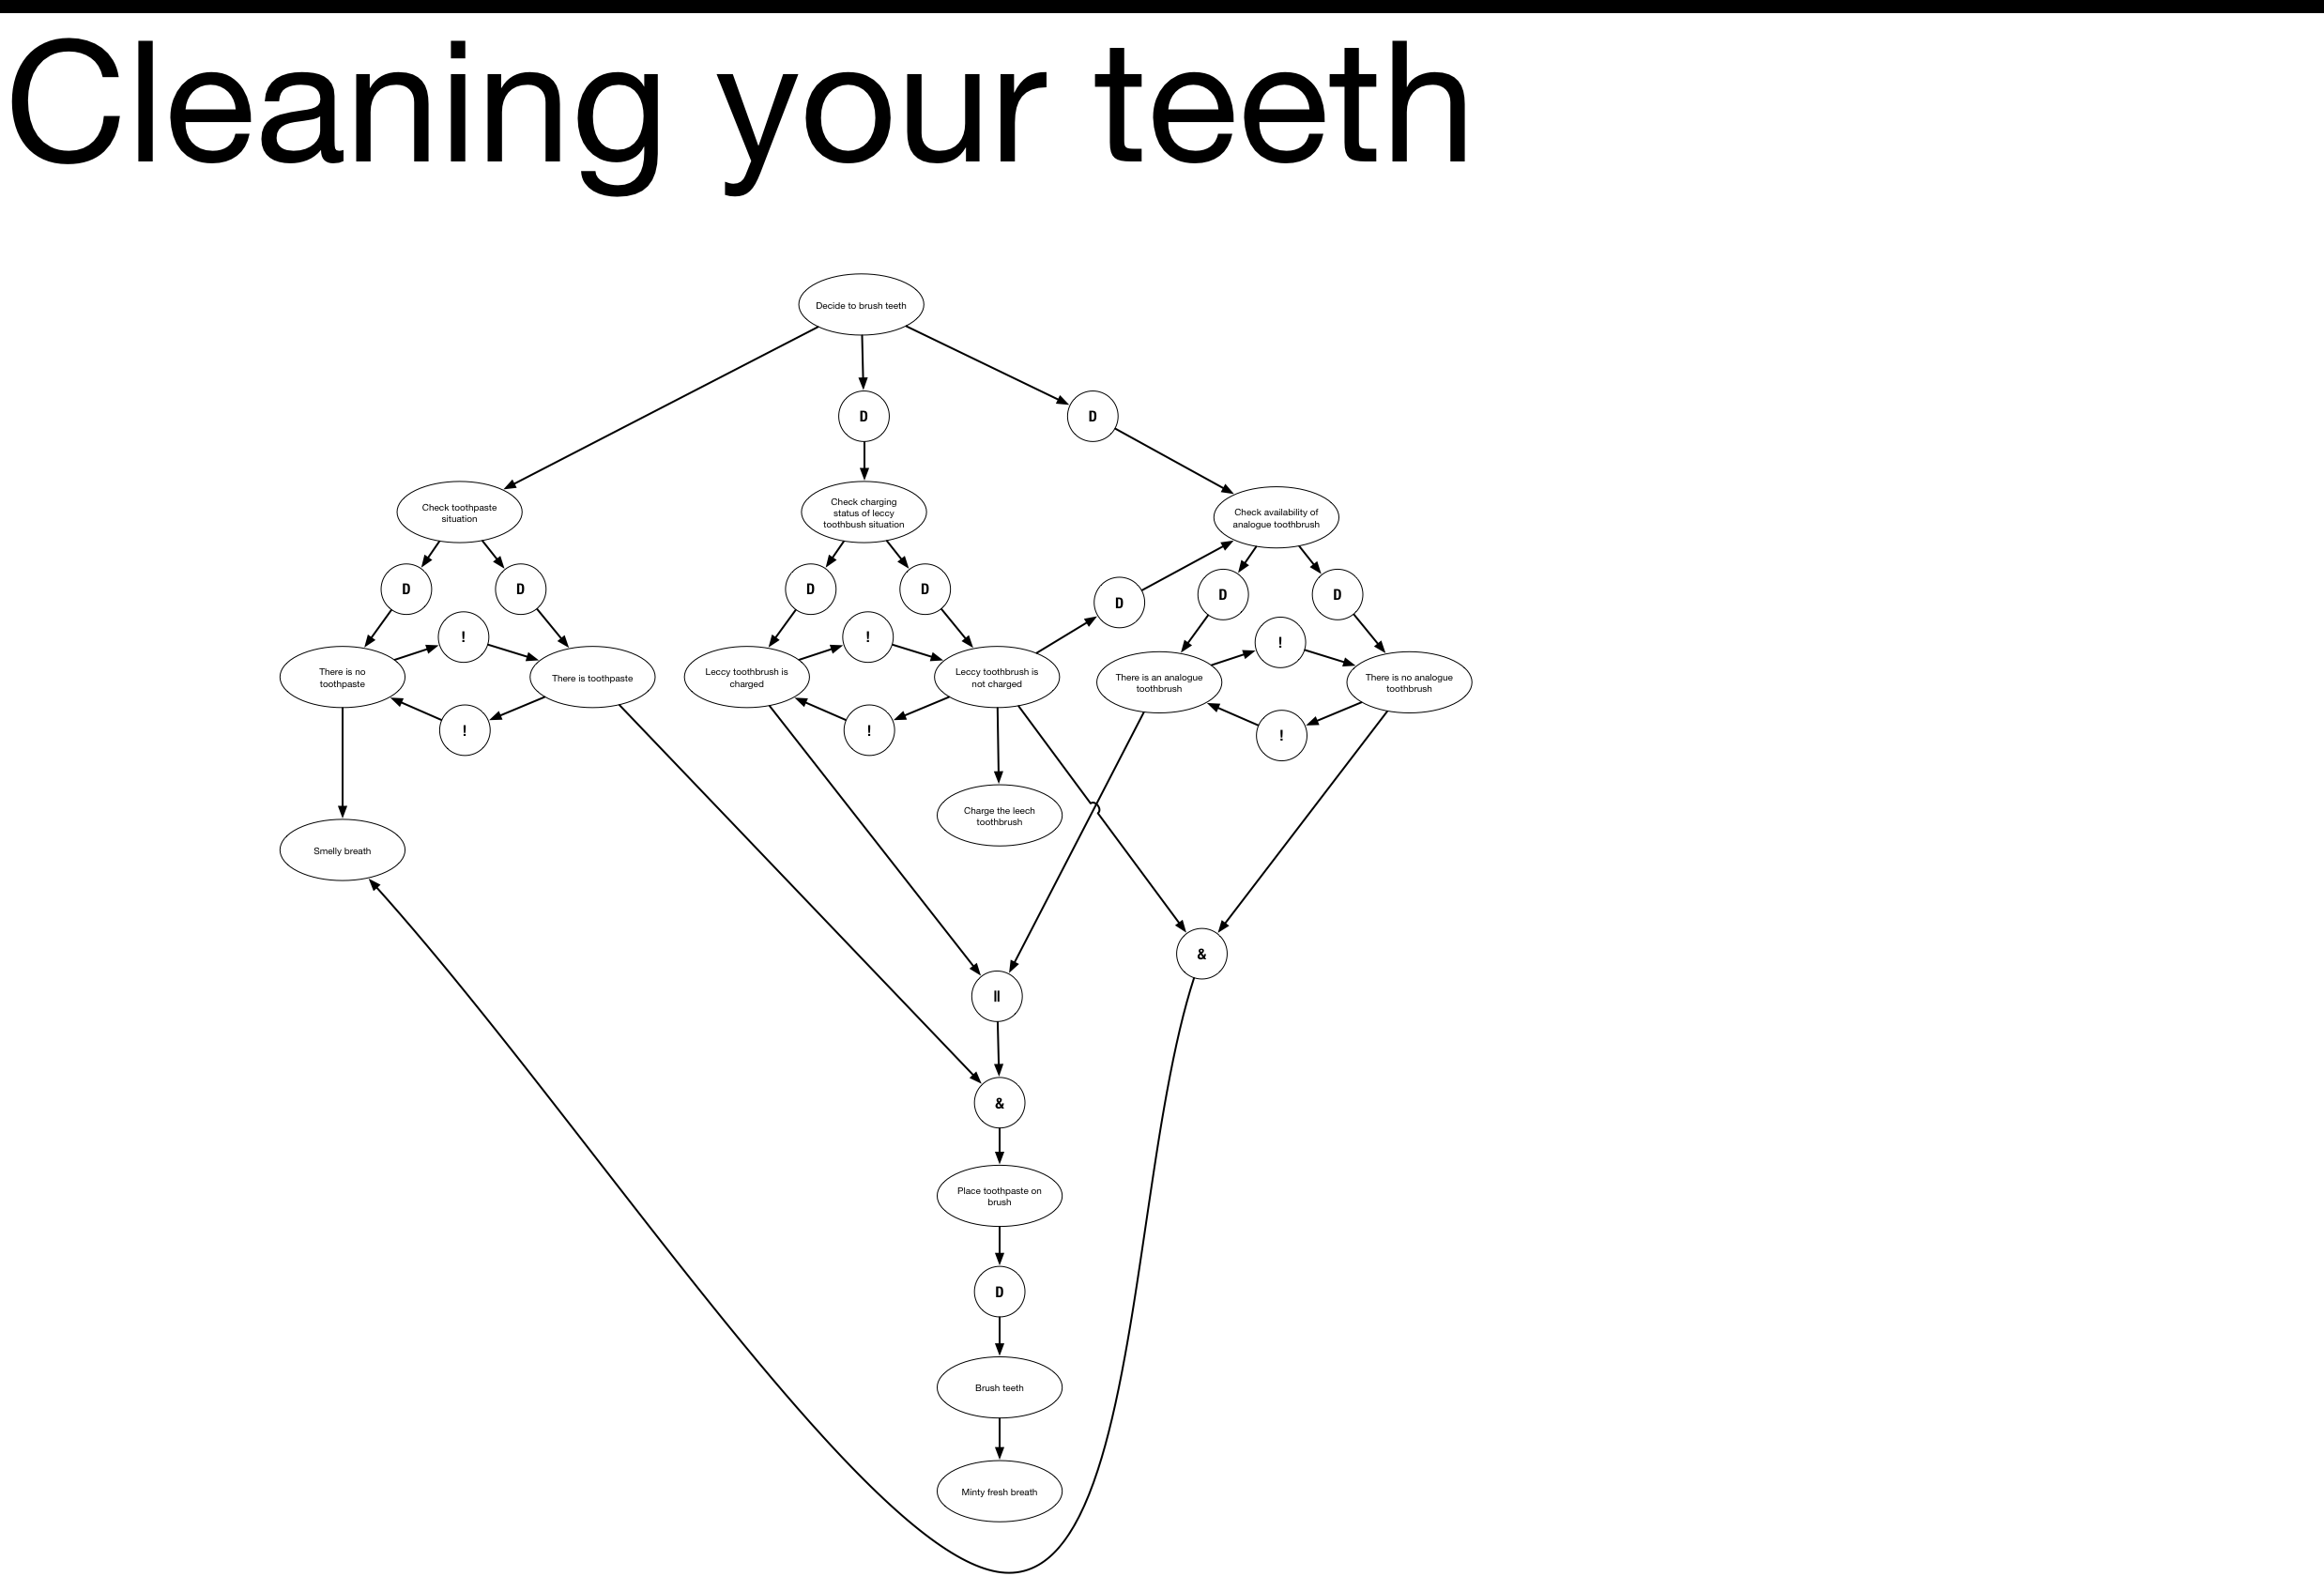 Cleaning your teeth
Decide to brush teeth
D
D
Check toothpaste
situation
Check charging
status of leccy
toothbush situation
Check availability of
analogue toothbrush
D
D
D
D
D
D
D
!
!
!
There is no
toothpaste
There is toothpaste
Leccy toothbrush is
charged
Leccy toothbrush is
not charged
There is an analogue
toothbrush
There is no analogue
toothbrush
!
!
!
Charge the leech
toothbrush
Smelly breath
&
||
&
Place toothpaste on
brush
D
Brush teeth
Minty fresh breath